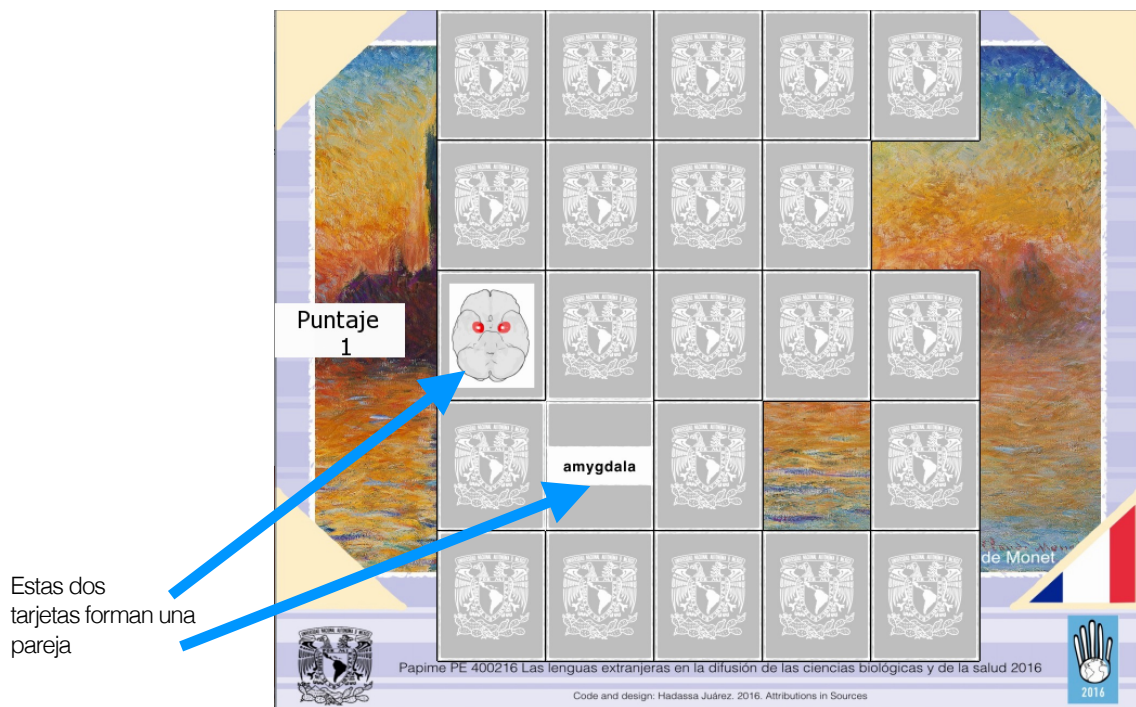 Puntaje
1
amygdala
de Monet
Estas dos
tarjetas forman una
pareja
Papime PE 400216 Las lenguas extranjeras en la difusión de las ciencias biológicas y de la salud 2016
2016
Code and design: Hadassa Juárez. 2016. Attributions in Sources